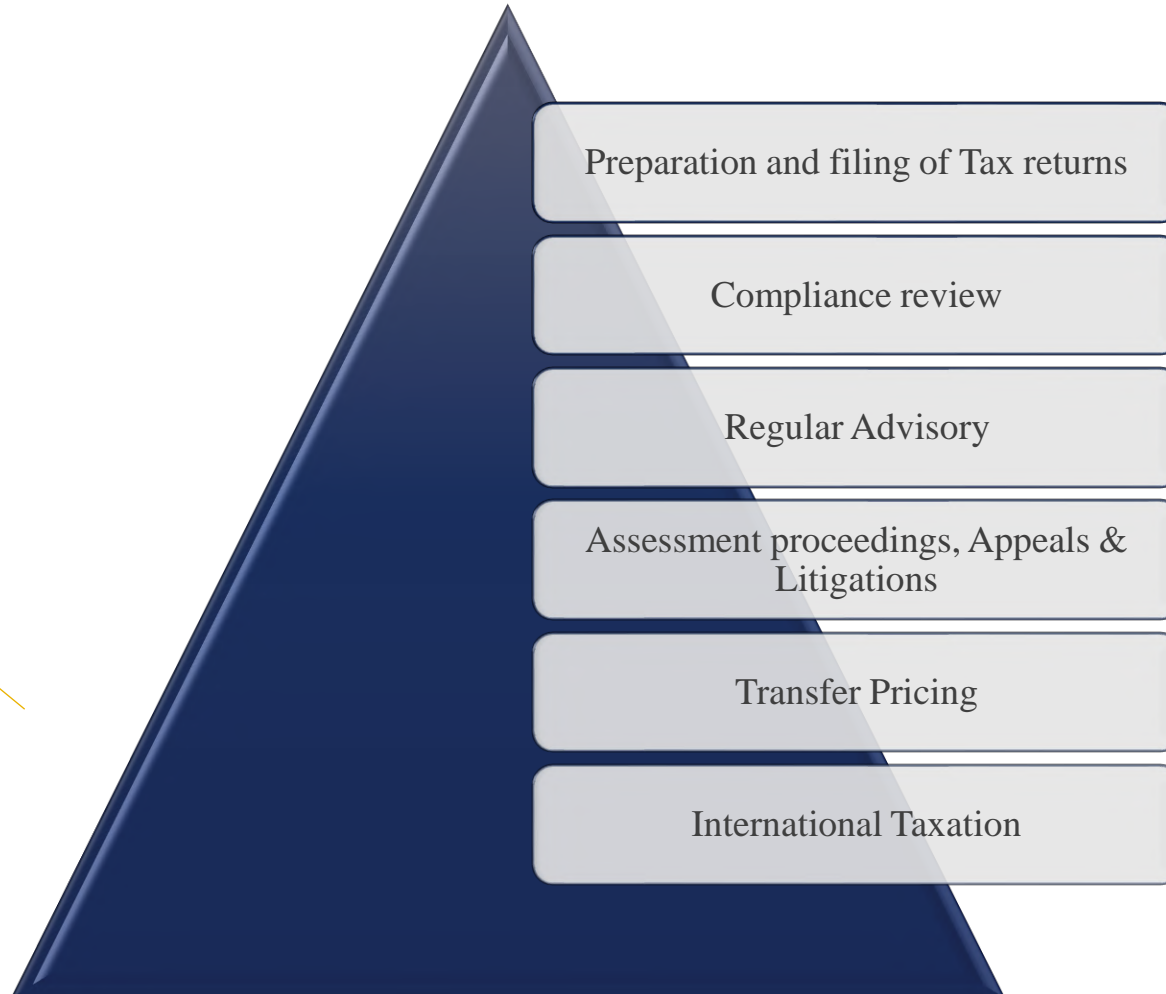 Preparation and filing of Tax returns
Compliance review
Regular Advisory
Assessment proceedings, Appeals &
Litigations
Transfer Pricing
International Taxation